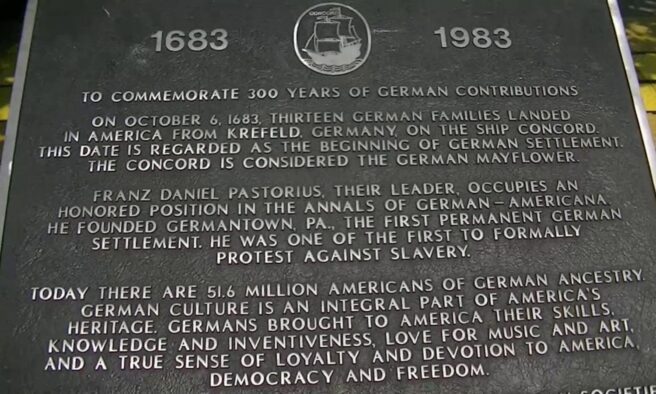 1683 CONCORD 1983
TO COMMEMORATE 300 YEARS OF GERMAN CONTRIBUTIONS
ON OCTOBER 6, 1683, THIRTEEN GERMAN FAMILIES LANDED
IN AMERICA FROM KREFELD, GERMANY, ON THE SHIP CONCORD.
THIS DATE IS REGARDED AS THE BEGINNING OF GERMAN SETTLEMENT.
THE CONCORD IS CONSIDERED THE GERMAN MAYFLOWER.
FRANZ DANIEL PASTORIUS, THEIR LEADER, OCCUPIES AN
HONORED POSITION IN THE ANNALS OF GERMAN-AMERICANA.
HE FOUNDED GERMANTOWN, PA., THE FIRST PERMANENT GERMAN
SETTLEMENT. HE WAS ONE OF THE FIRST TO FORMALLY
PROTEST AGAINST SLAVERY.
TODAY THERE ARE 51.6 MILLION AMERICANS OF GERMAN ANCESTRY.
GERMAN CULTURE IS AN INTEGRAL PART OF AMERICA'S
HERITAGE. GERMANS BROUGHT TO AMERICA THEIR SKILLS,
KNOWLEDGE AND INVENTIVENESS, LOVE FOR MUSIC AND ART,
AND A TRUE SENSE OF LOYALTY AND DEVOTION TO AMERICA,
DEMOCRACY AND FREEDOM.
SOCIETIE